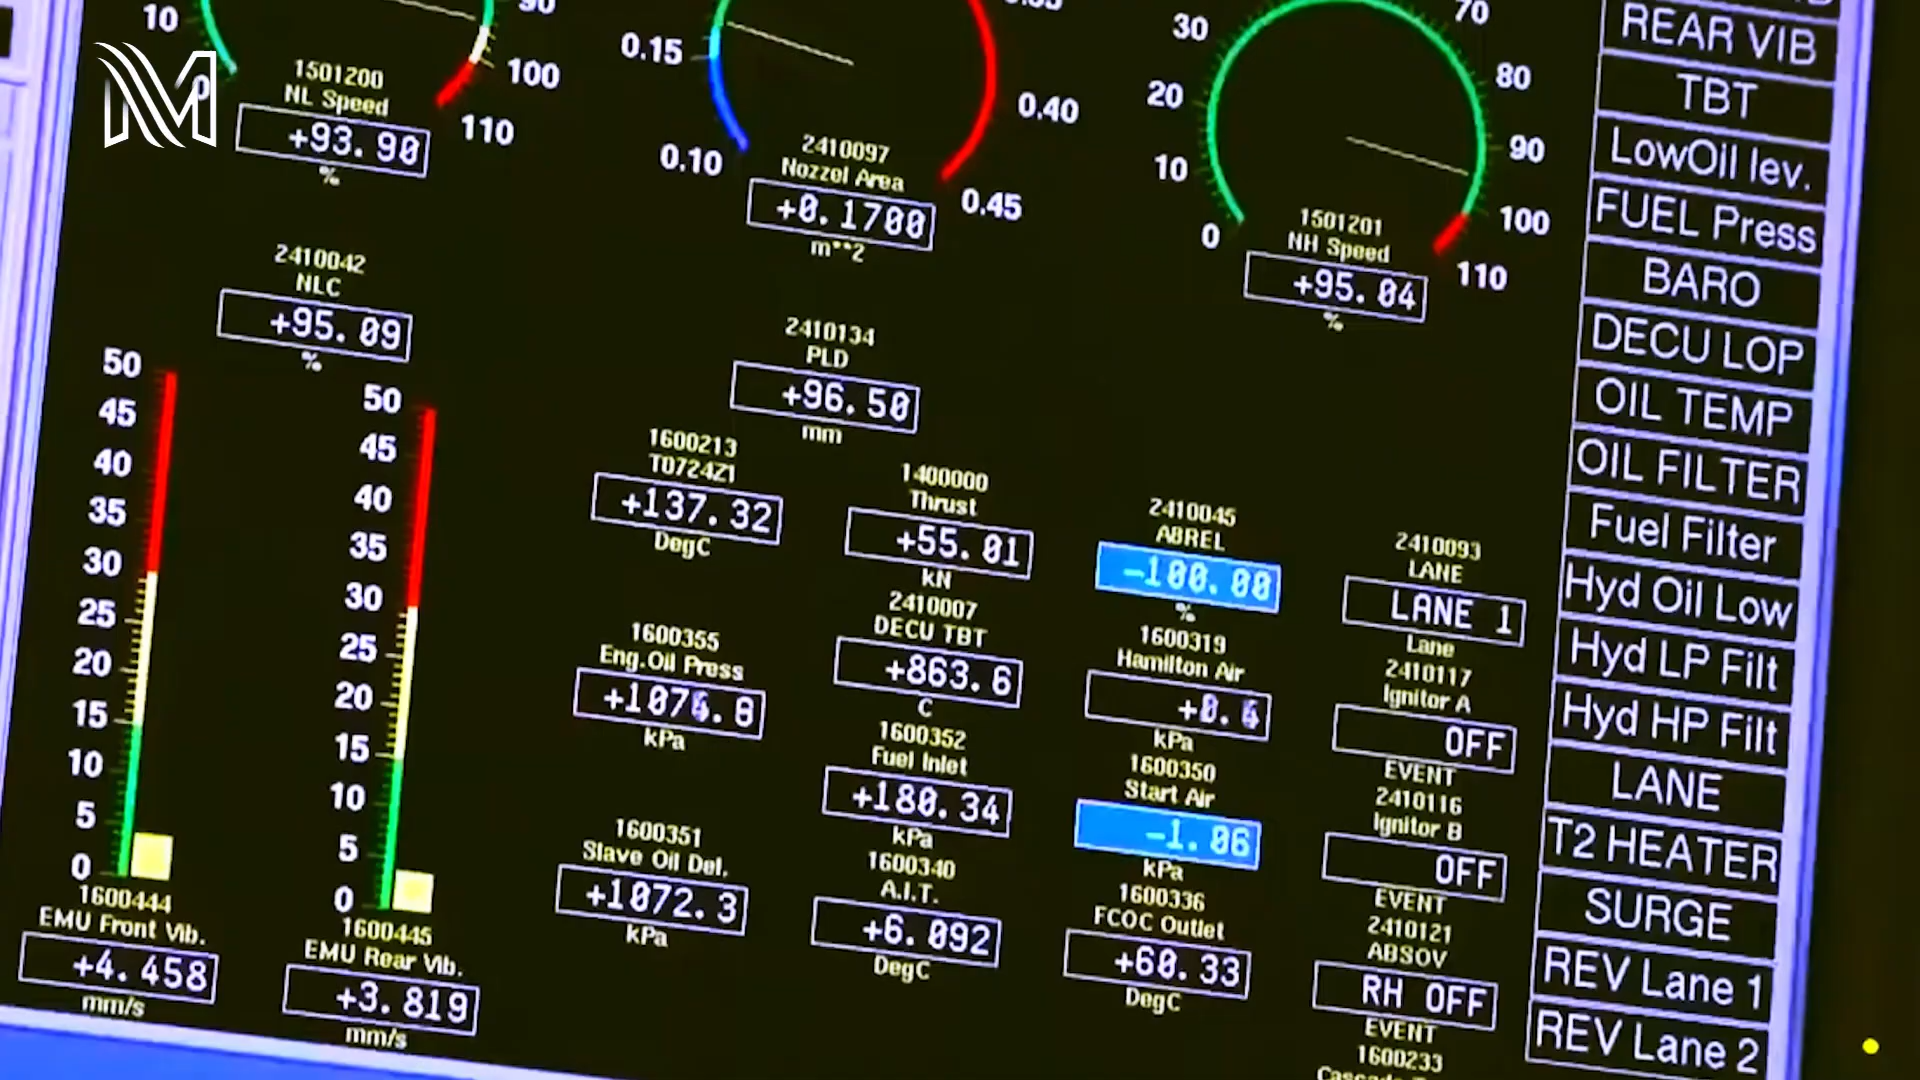 10
0
90
100
110
1501200
NL Speed
+93.90
%
0.15
0.10
0.40
0.45
2410097
Nozzel Area
+0.1700
m**2
30
20
10
0
70
80
90
100
110
1501201
NH Speed
+95.04
%
2410042
NLC
+95.09
%
2410134
PLD
+96.50
mm
50
45
40
35
30
25
20
15
10
5
0
1600444
EMU Front Vib.
+4.458
mm/s
50
45
40
35
30
25
20
15
10
5
0
1600445
EMU Rear Vib.
+3.819
mm/s
1600213
T0724Z1
+137.32
DegC
1600355
Eng.Oil Press
kPa
1600351
Slave Oil Del.
+1072.3
kPa
1400000
Thrust
+55.01
kN
2410007
DECU TBT
+863.6
C
1600352
Fuel Inlet
+180.34
kPa
1600340
A.I.T.
+6.092
DegC
2410045
ABREL
-100.00
%
1600319
Hamilton Air
kPa
1600350
Start Air
-1.06
kPa
1600336
FCOC Outlet
+60.33
DegC
2410093
LANE
LANE 1
Lane
2410117
Ignitor A
OFF
EVENT
2410116
Ignitor B
OFF
EVENT
2410121
ABSOV
RH OFF
EVENT
1600233
REAR VIB
TBT
LowOil lev.
FUEL Press
BARO
DECU LOP
OIL TEMP
OIL FILTER
Fuel Filter
Hyd Oil Low
Hyd LP Filt
Hyd HP Filt
LANE
T2 HEATER
SURGE
REV Lane 1
REV Lane 2